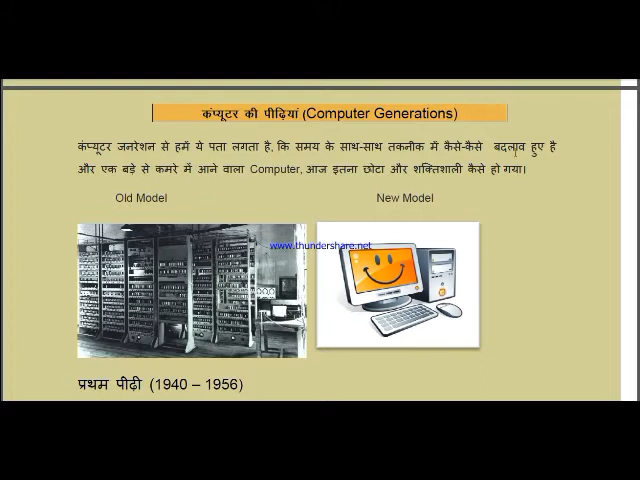 कंप्यूटर की पीढ़ियां (Computer Generations)
कंप्यूटर जनरेशन से हमें ये पता लगता है, कि समय के साथ-साथ तकनीक में कैसे-कैसे बदलाव हुए है
और एक बड़े से कमरे में आने वाला Computer, आज इतना छोटा और शक्तिशाली कैसे हो गया।
Old Model
New Model
www.thundershare.net
प्रथम पीढ़ी (1940 – 1956)